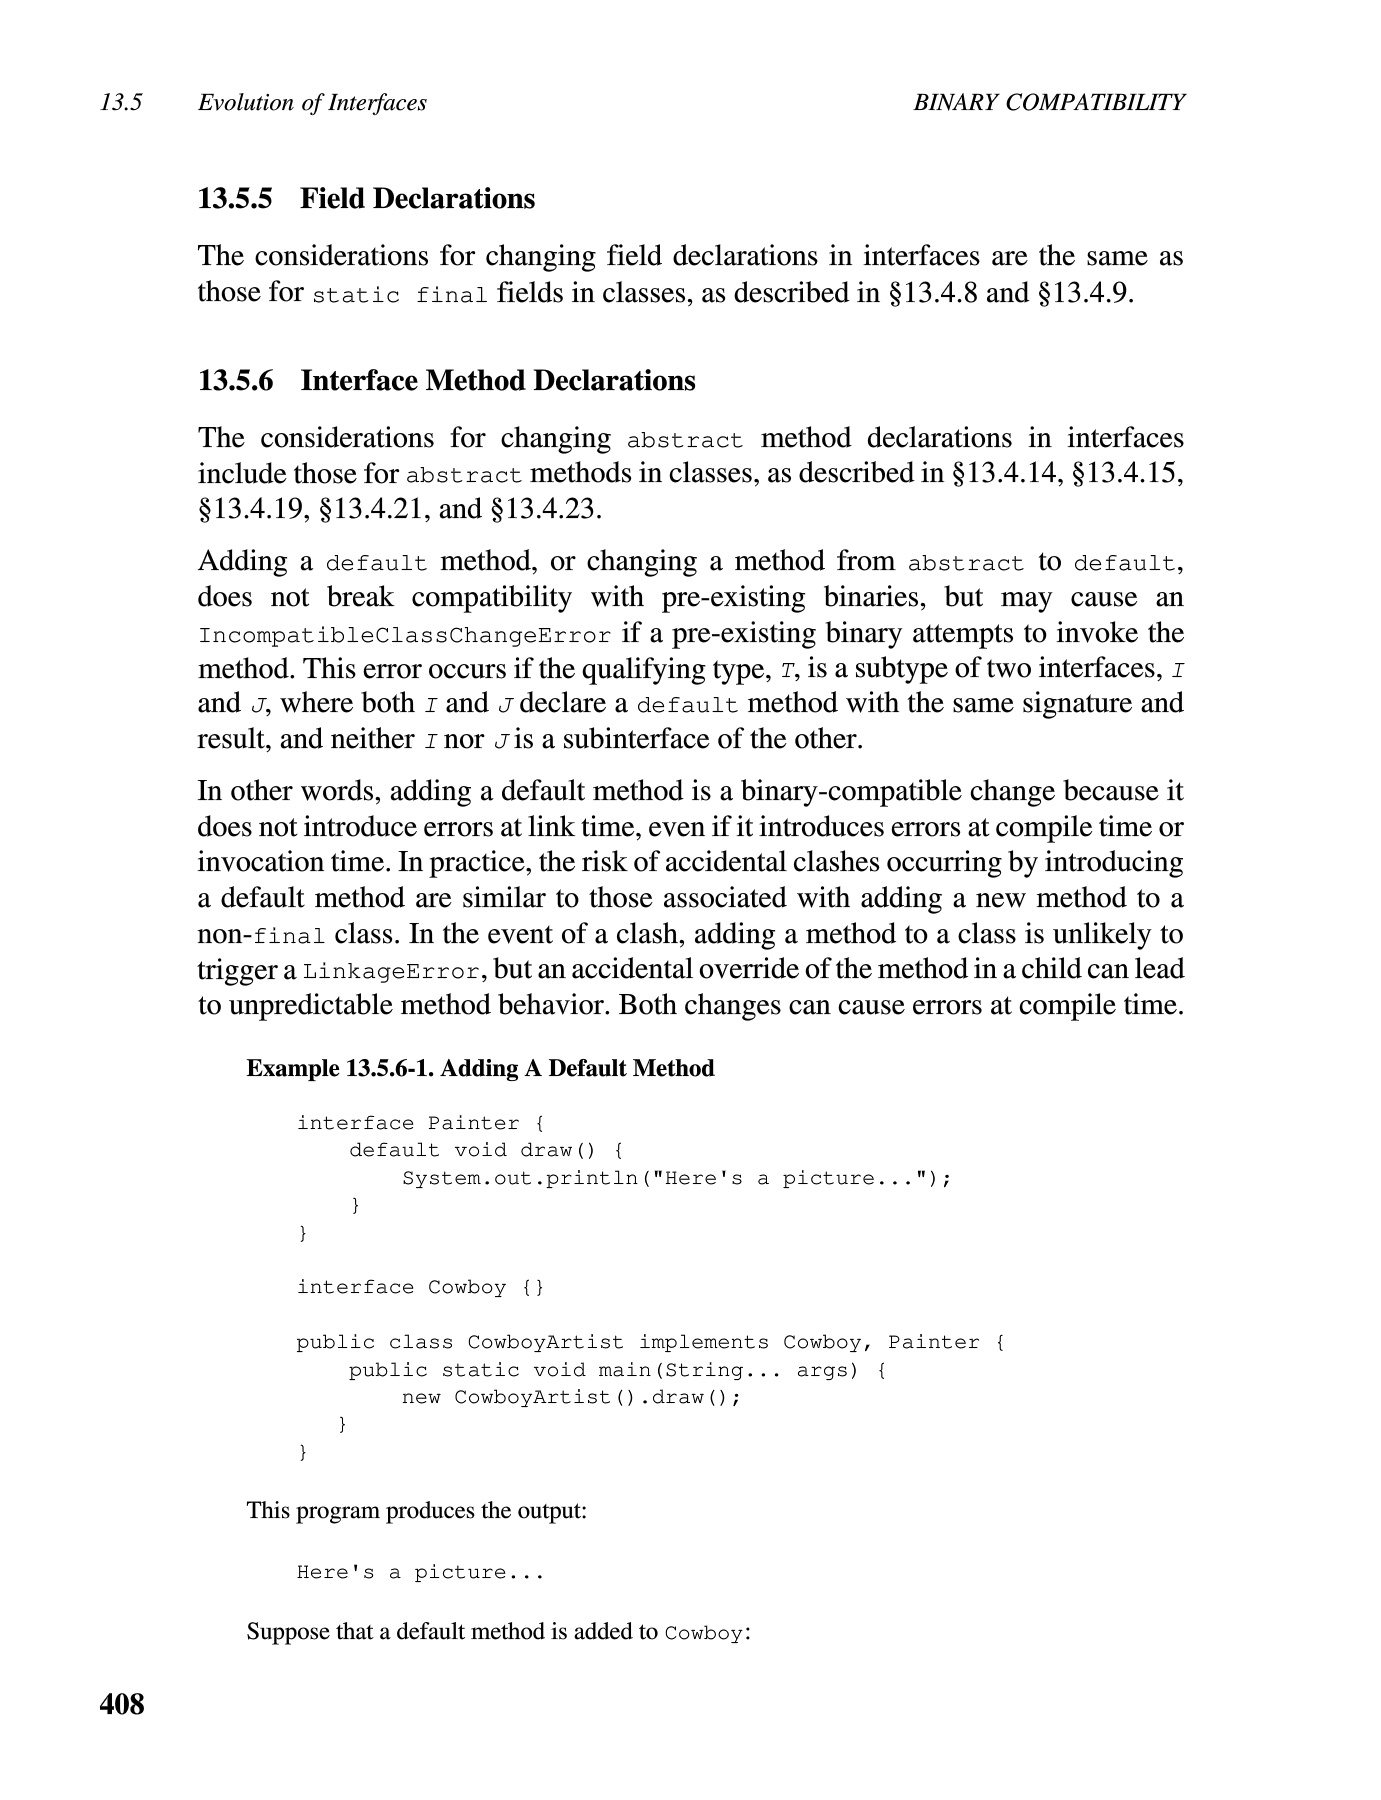 13.5 Evolution of Interfaces BINARY COMPATIBILITY
13.5.5 Field Declarations
The considerations for changing field declarations in interfaces are the same as
those for static final fields in classes, as described in §13.4.8 and §13.4.9.
13.5.6 Interface Method Declarations
The considerations for changing abstract method declarations in interfaces
include those for abstract methods in classes, as described in §13.4.14, §13.4.15,
§13.4.19, §13.4.21, and §13.4.23.
Adding a default method, or changing a method from abstract to default,
does not break compatibility with pre-existing binaries, but may cause an
IncompatibleClassChangeError if a pre-existing binary attempts to invoke the
method. This error occurs if the qualifying type, T, is a subtype of two interfaces, I
and J, where both I and J declare a default method with the same signature and
result, and neither I nor J is a subinterface of the other.
In other words, adding a default method is a binary-compatible change because it
does not introduce errors at link time, even if it introduces errors at compile time or
invocation time. In practice, the risk of accidental clashes occurring by introducing
a default method are similar to those associated with adding a new method to a
non-final class. In the event of a clash, adding a method to a class is unlikely to
trigger a LinkageError, but an accidental override of the method in a child can lead
to unpredictable method behavior. Both changes can cause errors at compile time.
Example 13.5.6-1. Adding A Default Method
interface Painter {
    default void draw() {
        System.out.println("Here's a picture...");
    }
}
interface Cowboy {}
public class CowboyArtist implements Cowboy, Painter {
    public static void main(String... args) {
        new CowboyArtist().draw();
   }
}
This program produces the output:
Here's a picture...
Suppose that a default method is added to Cowboy:
408